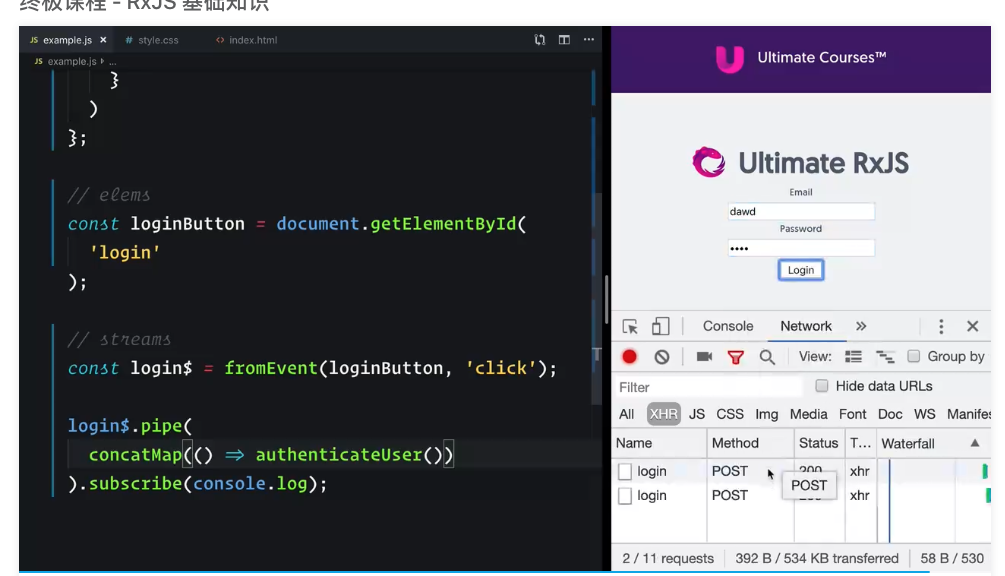 终极课程 - RxJS 基础知识
JS example.js ×
# style.css
<> index.html
JS example.js › ...
}
)
};
// elems
const loginButton = document.getElementById(
'login'
);
// streams
const login$ = fromEvent(loginButton, 'click');
login$.pipe(
concatMap(() => authenticateUser())
).subscribe(console.log);
Ultimate Courses™
Ultimate RxJS
Email
dawd
Password
••••
Login
Console Network »
View: Group by
Filter Hide data URLs
All XHR JS CSS Img Media Font Doc WS Manifes
Name Method Status T... Waterfall
login POST 200 xhr
login POST xhr
POST
2 / 11 requests 392 B / 534 KB transferred 58 B / 530